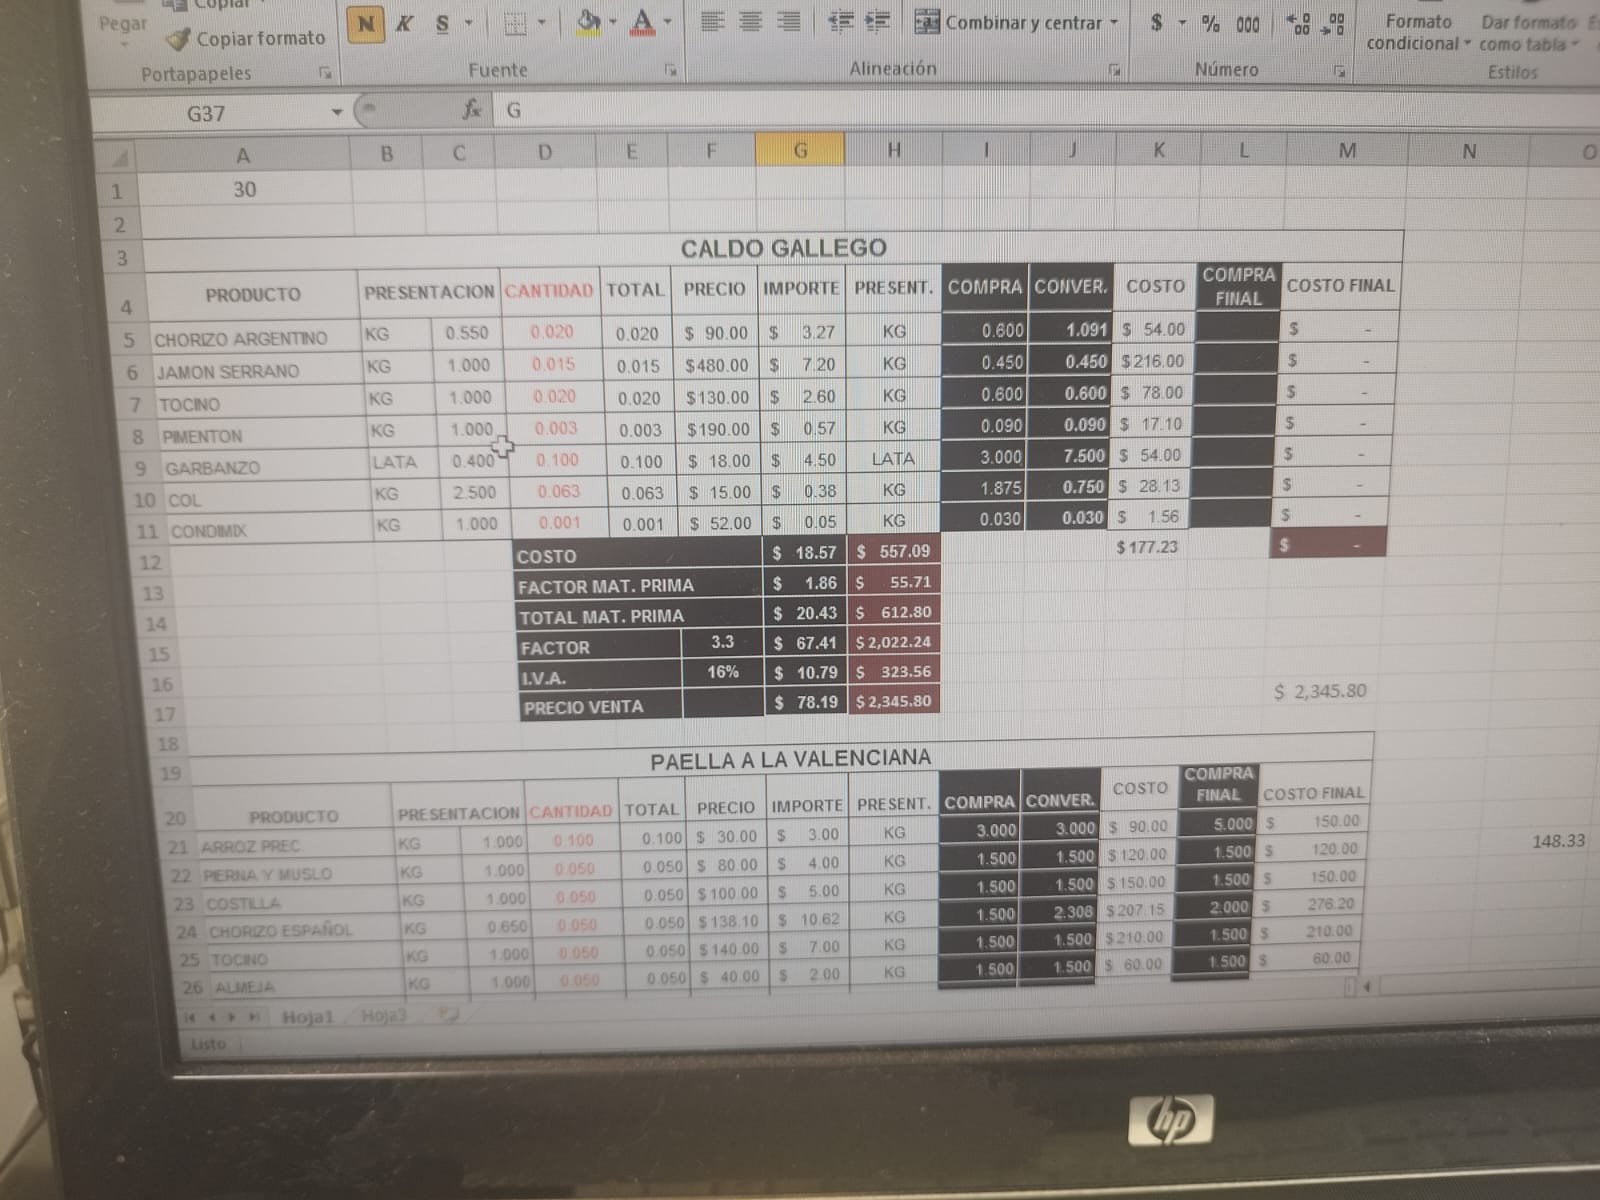 Pegar
Copiar
Copiar formato
Portapapeles
N K S
Fuente
A
Combinar y centrar
Alineación
$ % 000
Número
Formato condicional
Dar formato como tabla
Estilos
G37 fx G
A B C D E F G H I J K L M N O
1 30
2
3 CALDO GALLEGO
4 PRODUCTO PRESENTACION CANTIDAD TOTAL PRECIO IMPORTE PRESENT. COMPRA CONVER. COSTO COMPRA FINAL COSTO FINAL
5 CHORIZO ARGENTINO KG 0.550 0.020 0.020 $ 90.00 $ 3.27 KG 0.600 1.091 $ 54.00 $ -
6 JAMON SERRANO KG 1.000 0.015 0.015 $480.00 $ 7.20 KG 0.450 0.450 $216.00 $ -
7 TOCINO KG 1.000 0.020 0.020 $130.00 $ 2.60 KG 0.600 0.600 $ 78.00 $ -
8 PIMENTON KG 1.000 0.003 0.003 $190.00 $ 0.57 KG 0.090 0.090 $ 17.10 $ -
9 GARBANZO LATA 0.400 0.100 0.100 $ 18.00 $ 4.50 LATA 3.000 7.500 $ 54.00 $ -
10 COL KG 2.500 0.063 0.063 $ 15.00 $ 0.38 KG 1.875 0.750 $ 28.13 $ -
11 CONDIMIX KG 1.000 0.001 0.001 $ 52.00 $ 0.05 KG 0.030 0.030 $ 1.56 $ -
12 COSTO $ 18.57 $ 557.09 $177.23 $ -
13 FACTOR MAT. PRIMA $ 1.86 $ 55.71
14 TOTAL MAT. PRIMA $ 20.43 $ 612.80
15 FACTOR 3.3 $ 67.41 $2,022.24
16 I.V.A. 16% $ 10.79 $ 323.56
17 PRECIO VENTA $ 78.19 $2,345.80 $ 2,345.80
18
19 PAELLA A LA VALENCIANA
20 PRODUCTO PRESENTACION CANTIDAD TOTAL PRECIO IMPORTE PRESENT. COMPRA CONVER. COSTO COMPRA FINAL COSTO FINAL
21 ARROZ PREC. KG 1.000 0.100 0.100 $ 30.00 $ 3.00 KG 3.000 3.000 $ 90.00 5.000 $ 150.00 148.33
22 PIERNA Y MUSLO KG 1.000 0.050 0.050 $ 80.00 $ 4.00 KG 1.500 1.500 $120.00 1.500 $ 120.00
23 COSTILLA KG 1.000 0.050 0.050 $100.00 $ 5.00 KG 1.500 1.500 $150.00 1.500 $ 150.00
24 CHORIZO ESPAÑOL KG 0.650 0.050 0.050 $138.10 $ 10.62 KG 1.500 2.308 $207.15 2.000 $ 276.20
25 TOCINO KG 1.000 0.050 0.050 $140.00 $ 7.00 KG 1.500 1.500 $210.00 1.500 $ 210.00
26 ALMEJA KG 1.000 0.050 0.050 $ 40.00 $ 2.00 KG 1.500 1.500 $ 60.00 1.500 $ 60.00
Hoja1 Hoja3
Listo
hp